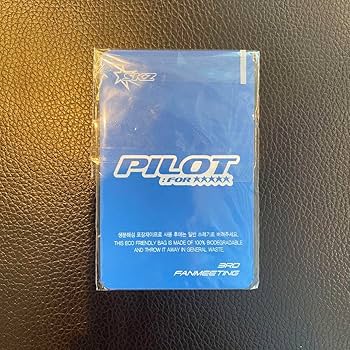 SKZ
PILOT
: FOR ★★★★★
생분해성 포장재이므로 사용 후에는 일반 쓰레기로 버려주세요.
THIS ECO FRIENDLY BAG IS MADE OF 100% BIODEGRADABLE
AND THROW IT AWAY IN GENERAL WASTE.
3RD
FANMEETING